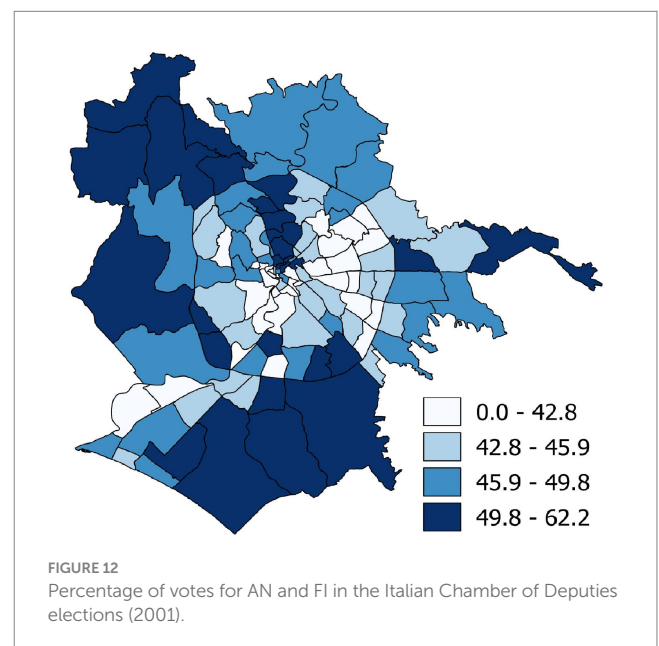 0.0 - 42.8
42.8 - 45.9
45.9 - 49.8
49.8 - 62.2
FIGURE 12
Percentage of votes for AN and FI in the Italian Chamber of Deputies
elections (2001).